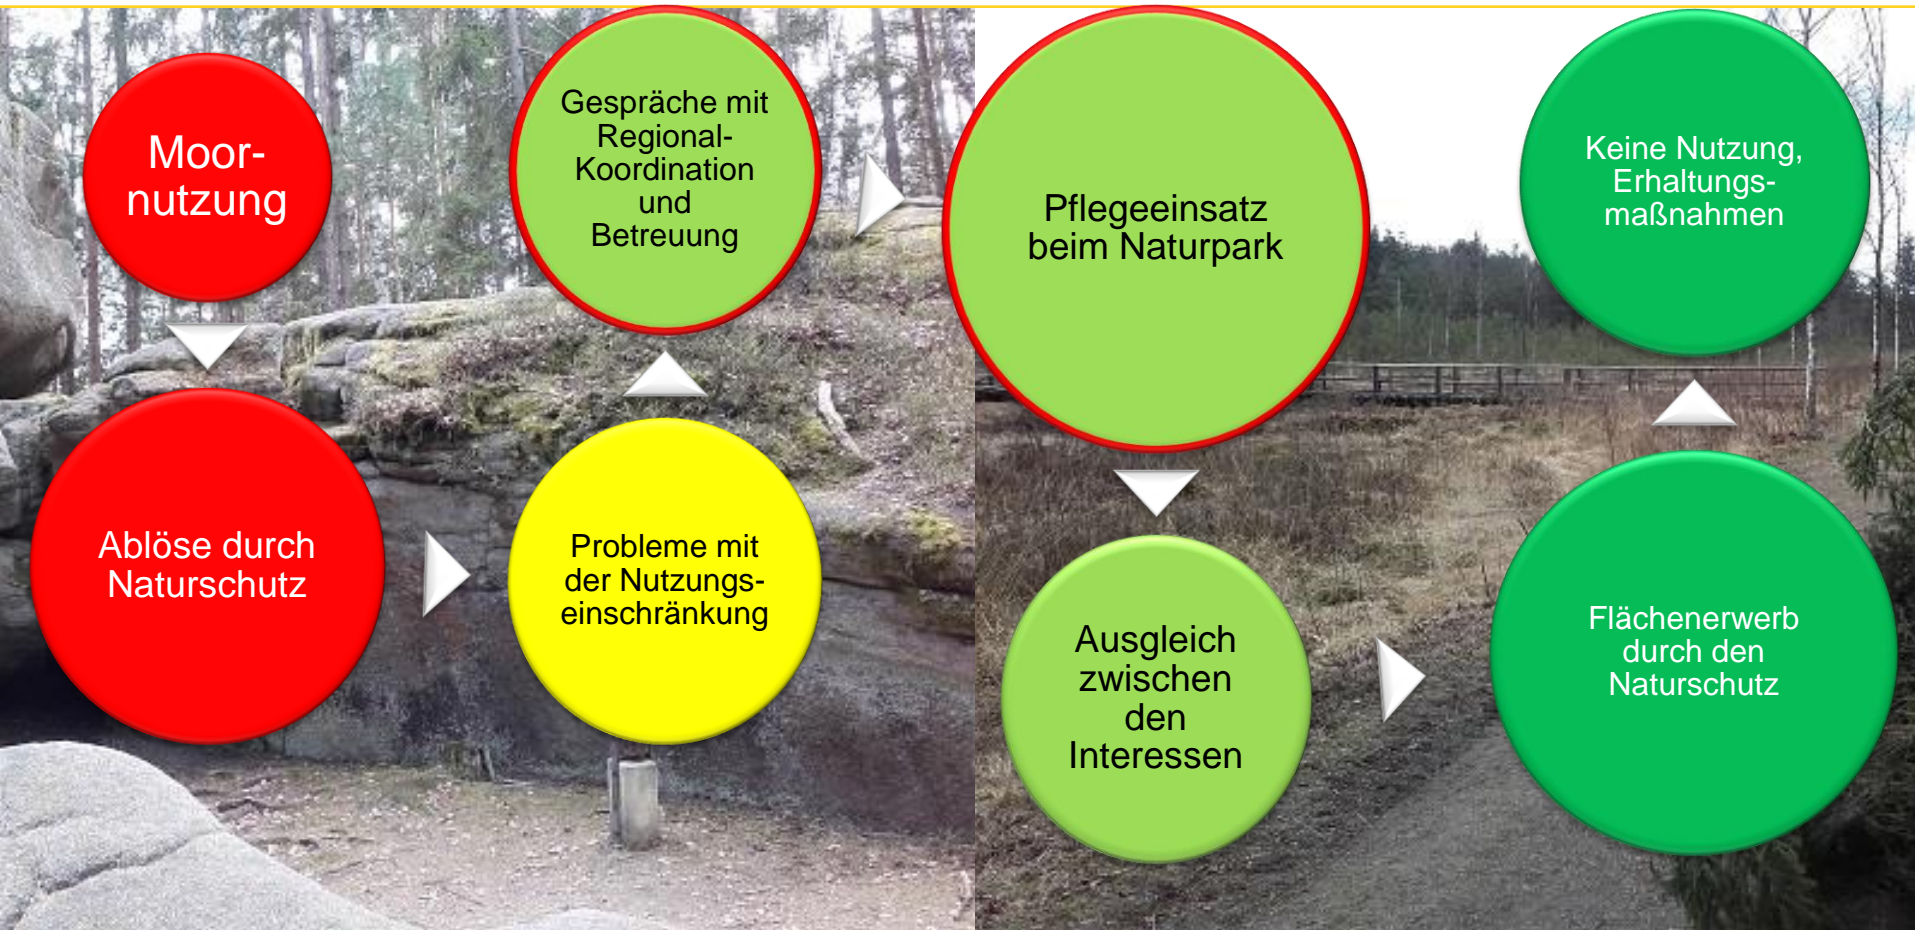 Moor-
nutzung
Ablöse durch
Naturschutz
Probleme mit
der Nutzungs-
einschränkung
Gespräche mit
Regional-
Koordination
und
Betreuung
Pflegeeinsatz
beim Naturpark
Ausgleich
zwischen
den
Interessen
Flächenerwerb
durch den
Naturschutz
Keine Nutzung,
Erhaltungs-
maßnahmen